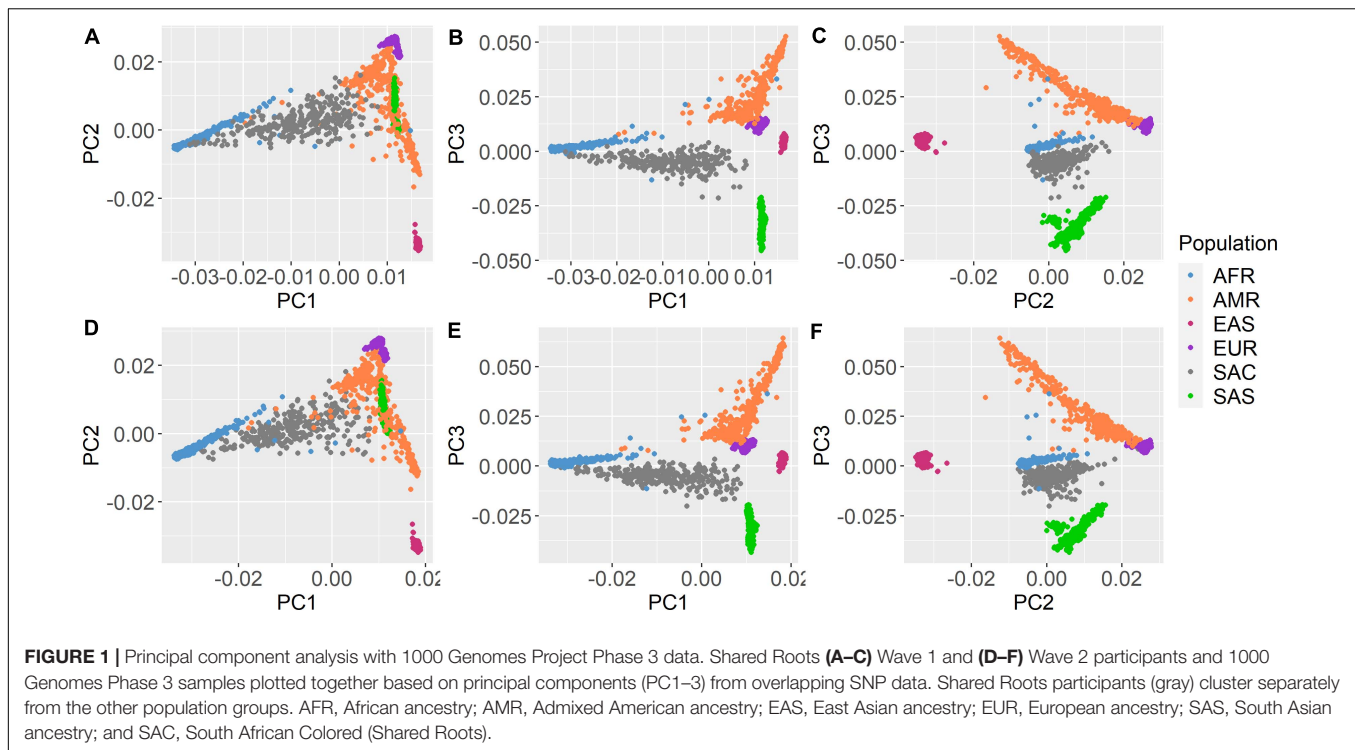 A
PC2
0.02
0.00
-0.02
-0.03
-0.02
-0.01
0.00
0.01
PC1
B
PC3
0.050
0.025
0.000
-0.025
-0.050
-0.03
-0.02
-0.01
0.00
0.01
PC1
C
PC3
0.050
0.025
0.000
-0.025
-0.050
-0.02
0.00
0.02
PC2
D
PC2
0.02
0.00
-0.02
-0.02
0.00
PC1
E
PC3
0.050
0.025
0.000
-0.025
-0.02
0.00
PC1
F
PC3
0.050
0.025
0.000
-0.025
-0.02
0.00
0.02
PC2
Population
AFR
AMR
EAS
EUR
SAC
SAS
FIGURE 1 | Principal component analysis with 1000 Genomes Project Phase 3 data. Shared Roots (A–C) Wave 1 and (D–F) Wave 2 participants and 1000
Genomes Phase 3 samples plotted together based on principal components (PC1–3) from overlapping SNP data. Shared Roots participants (gray) cluster separately
from the other population groups. AFR, African ancestry; AMR, Admixed American ancestry; EAS, East Asian ancestry; EUR, European ancestry; SAS, South Asian
ancestry; and SAC, South African Colored (Shared Roots).